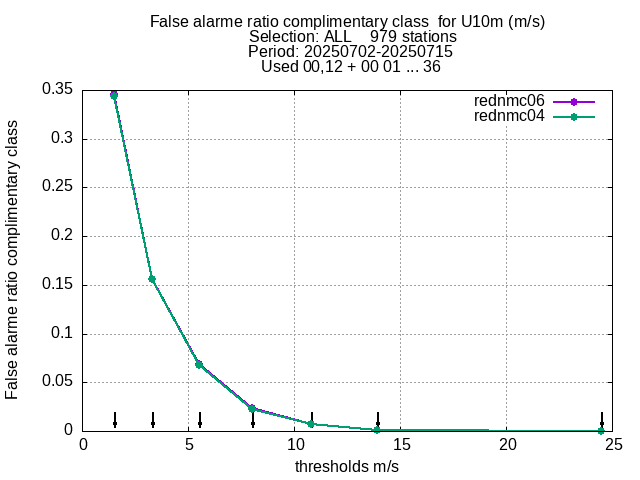 False alarme ratio complimentary class  for U10m (m/s)
Selection: ALL    979 stations
Period: 20250702-20250715
Used 00,12 + 00 01 ... 36
rednmc06
rednmc04
False alarme ratio complimentary class
0.35
0.3
0.25
0.2
0.15
0.1
0.05
0
0 5 10 15 20 25
thresholds m/s